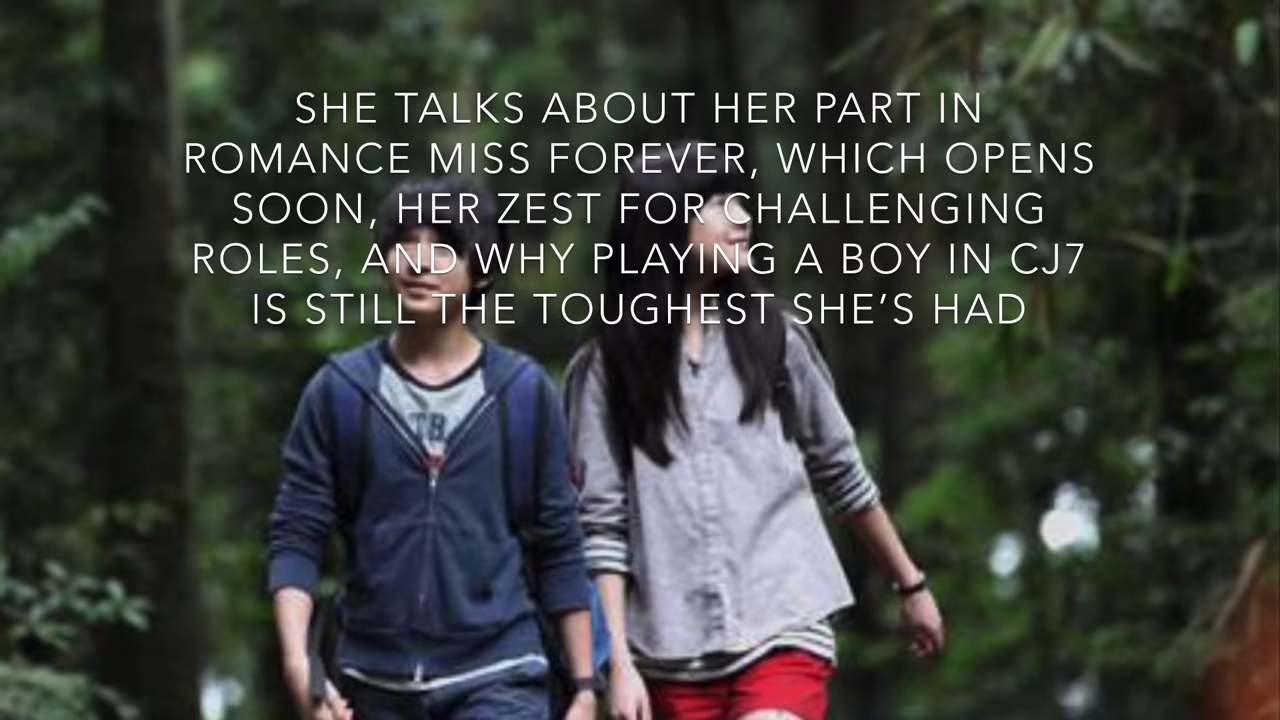 SHE TALKS ABOUT HER PART IN
ROMANCE MISS FOREVER, WHICH OPENS
SOON, HER ZEST FOR CHALLENGING
ROLES, AND WHY PLAYING A BOY IN CJ7
IS STILL THE TOUGHEST SHE’S HAD
TB